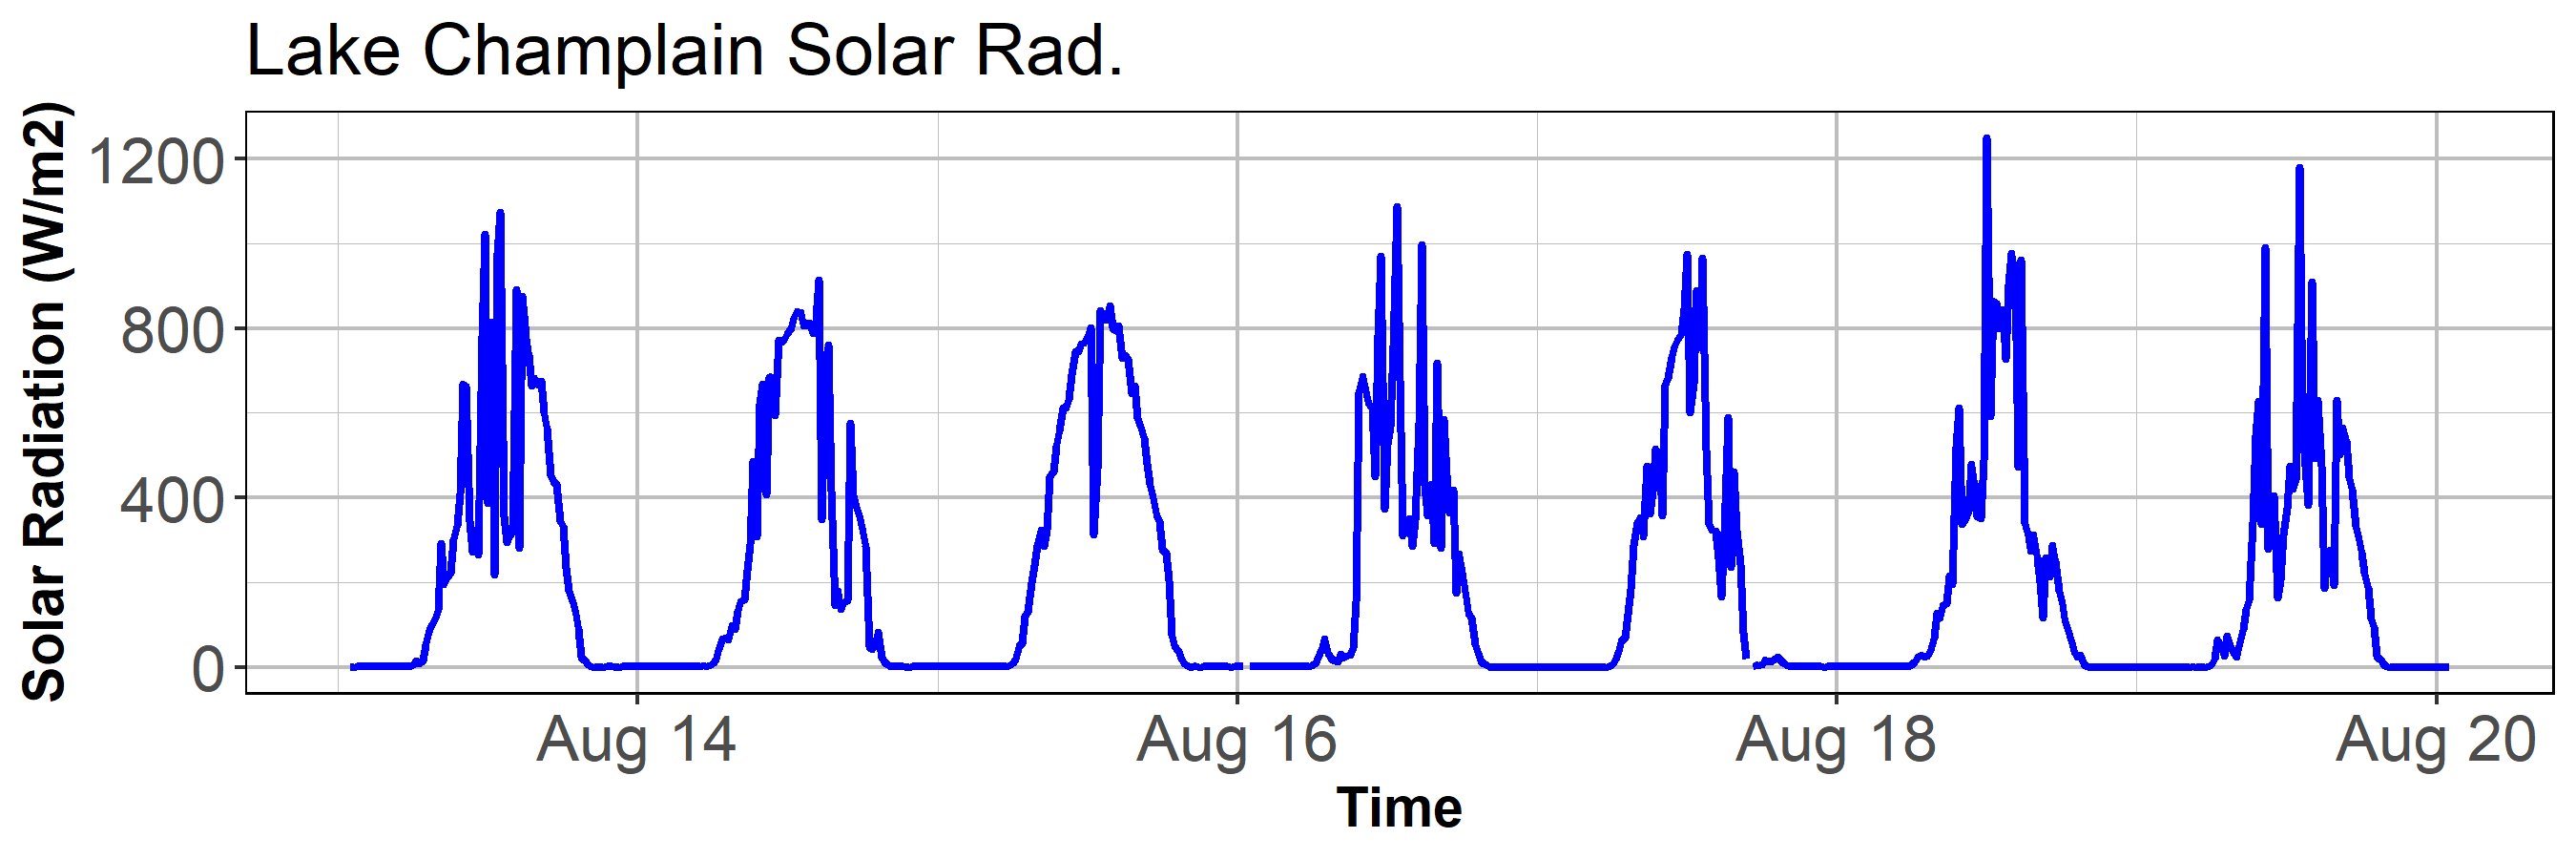 Lake Champlain Solar Rad.
Solar Radiation (W/m2)
1200
800
400
0
Aug 14 Aug 16 Aug 18 Aug 20
Time